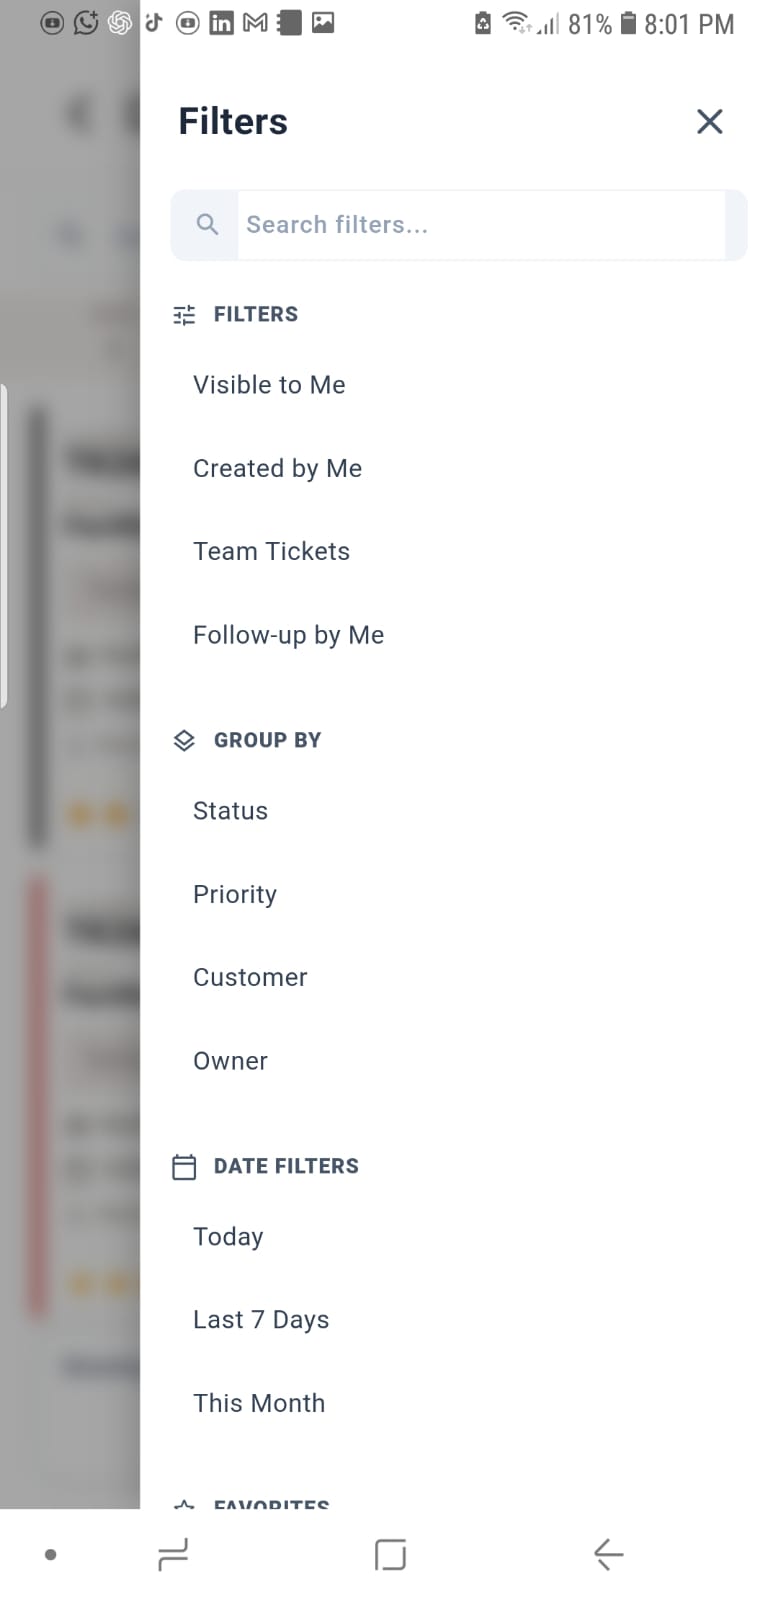 81% 8:01 PM
Filters
Search filters...
FILTERS
Visible to Me
Created by Me
Team Tickets
Follow-up by Me
GROUP BY
Status
Priority
Customer
Owner
DATE FILTERS
Today
Last 7 Days
This Month
FAVORITES